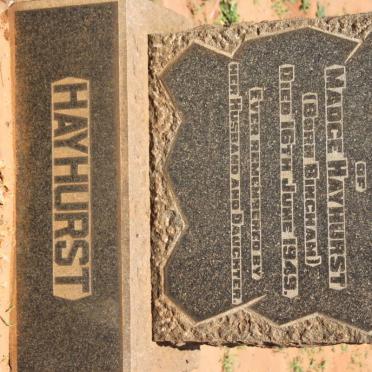 OF
MADGE HAYHURST
(BORN BINGHAM)
DIED 16TH JUNE 1949.
EVER REMEMBERED BY
HER HUSBAND AND DAUGHTER.
HAYHURST